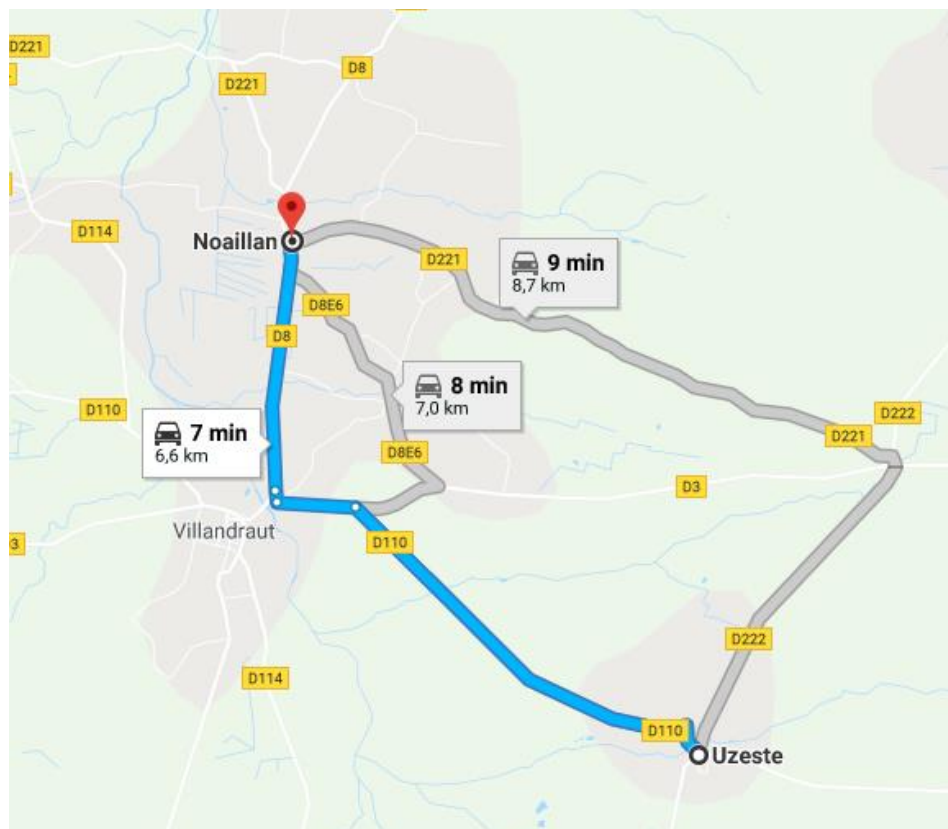 D221
D8
D221
D114
Noaillan
D221
9 min
8,7 km
D8E6
D8
8 min
7,0 km
D110
D222
7 min
6,6 km
D221
D8E6
D3
Villandraut
D110
3
D222
D114
D110
Uzeste